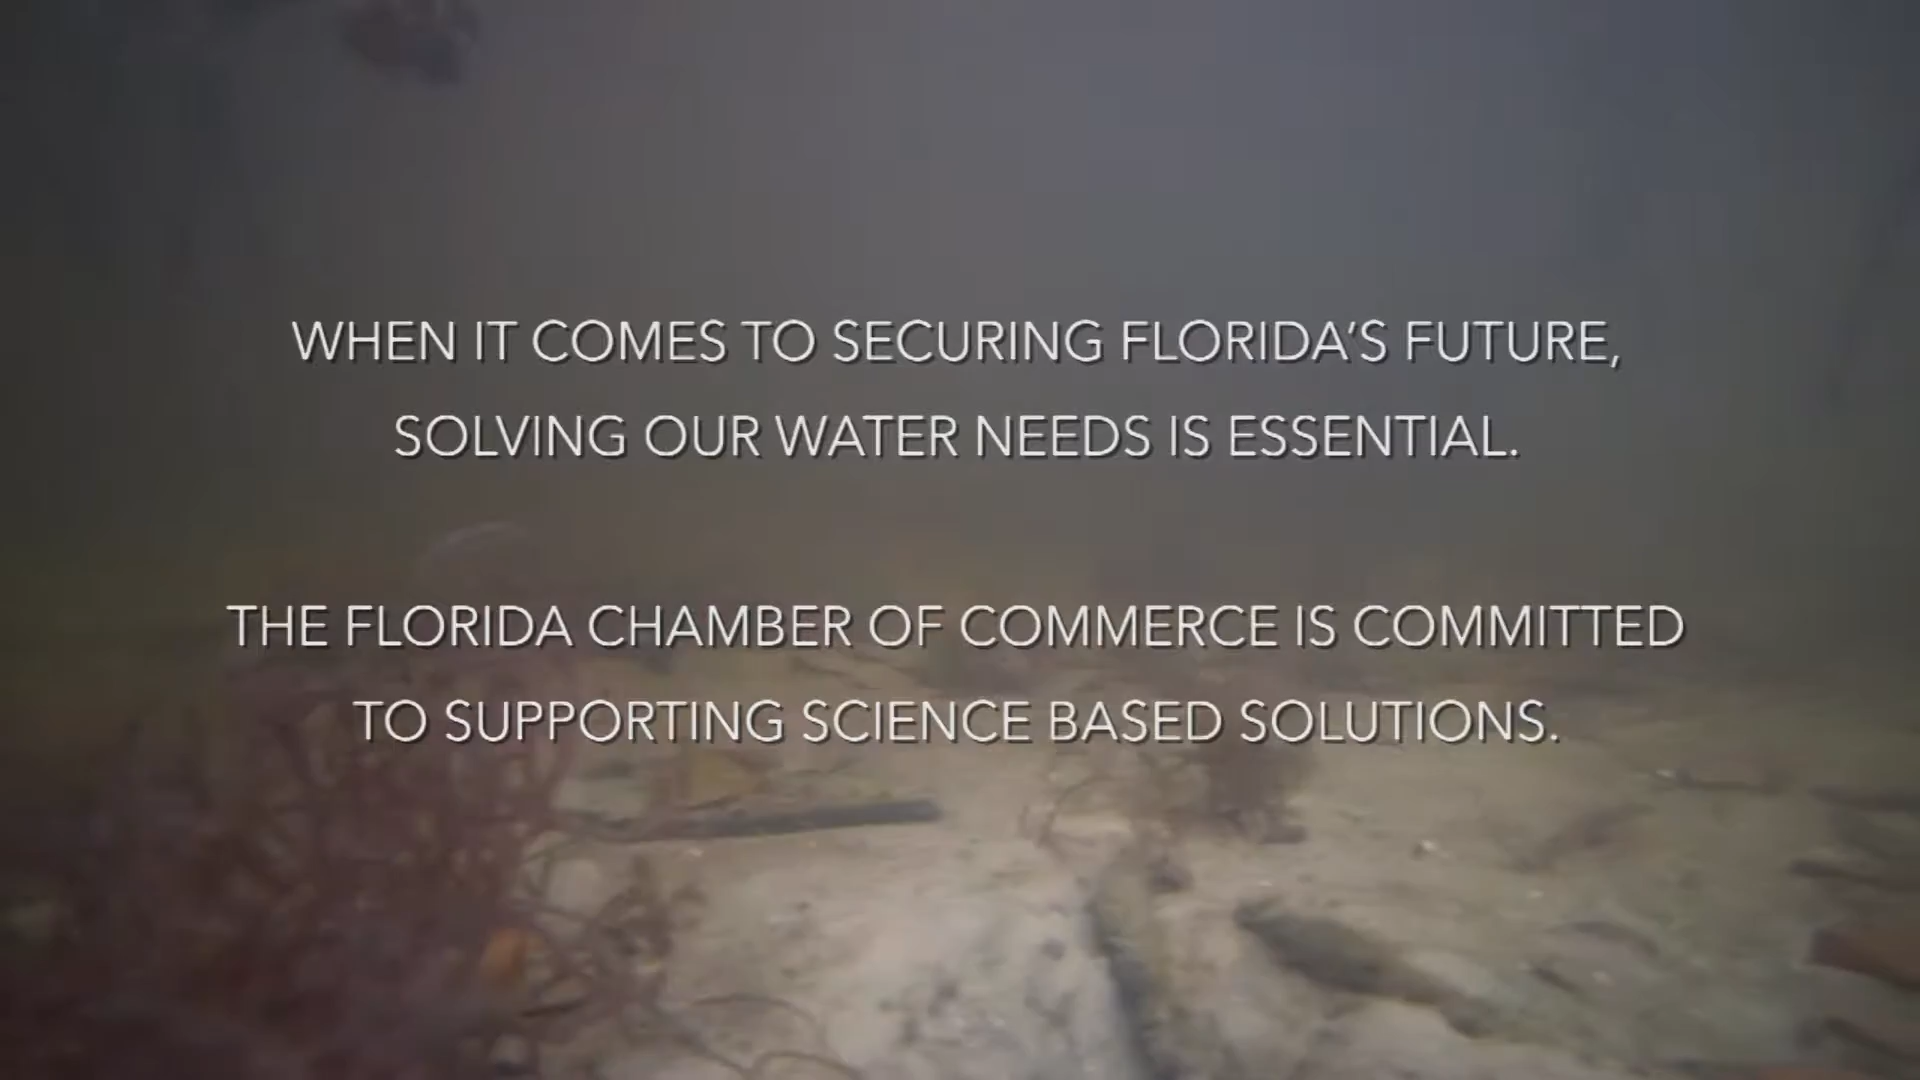 WHEN IT COMES TO SECURING FLORIDA'S FUTURE,
SOLVING OUR WATER NEEDS IS ESSENTIAL.
THE FLORIDA CHAMBER OF COMMERCE IS COMMITTED
TO SUPPORTING SCIENCE BASED SOLUTIONS.